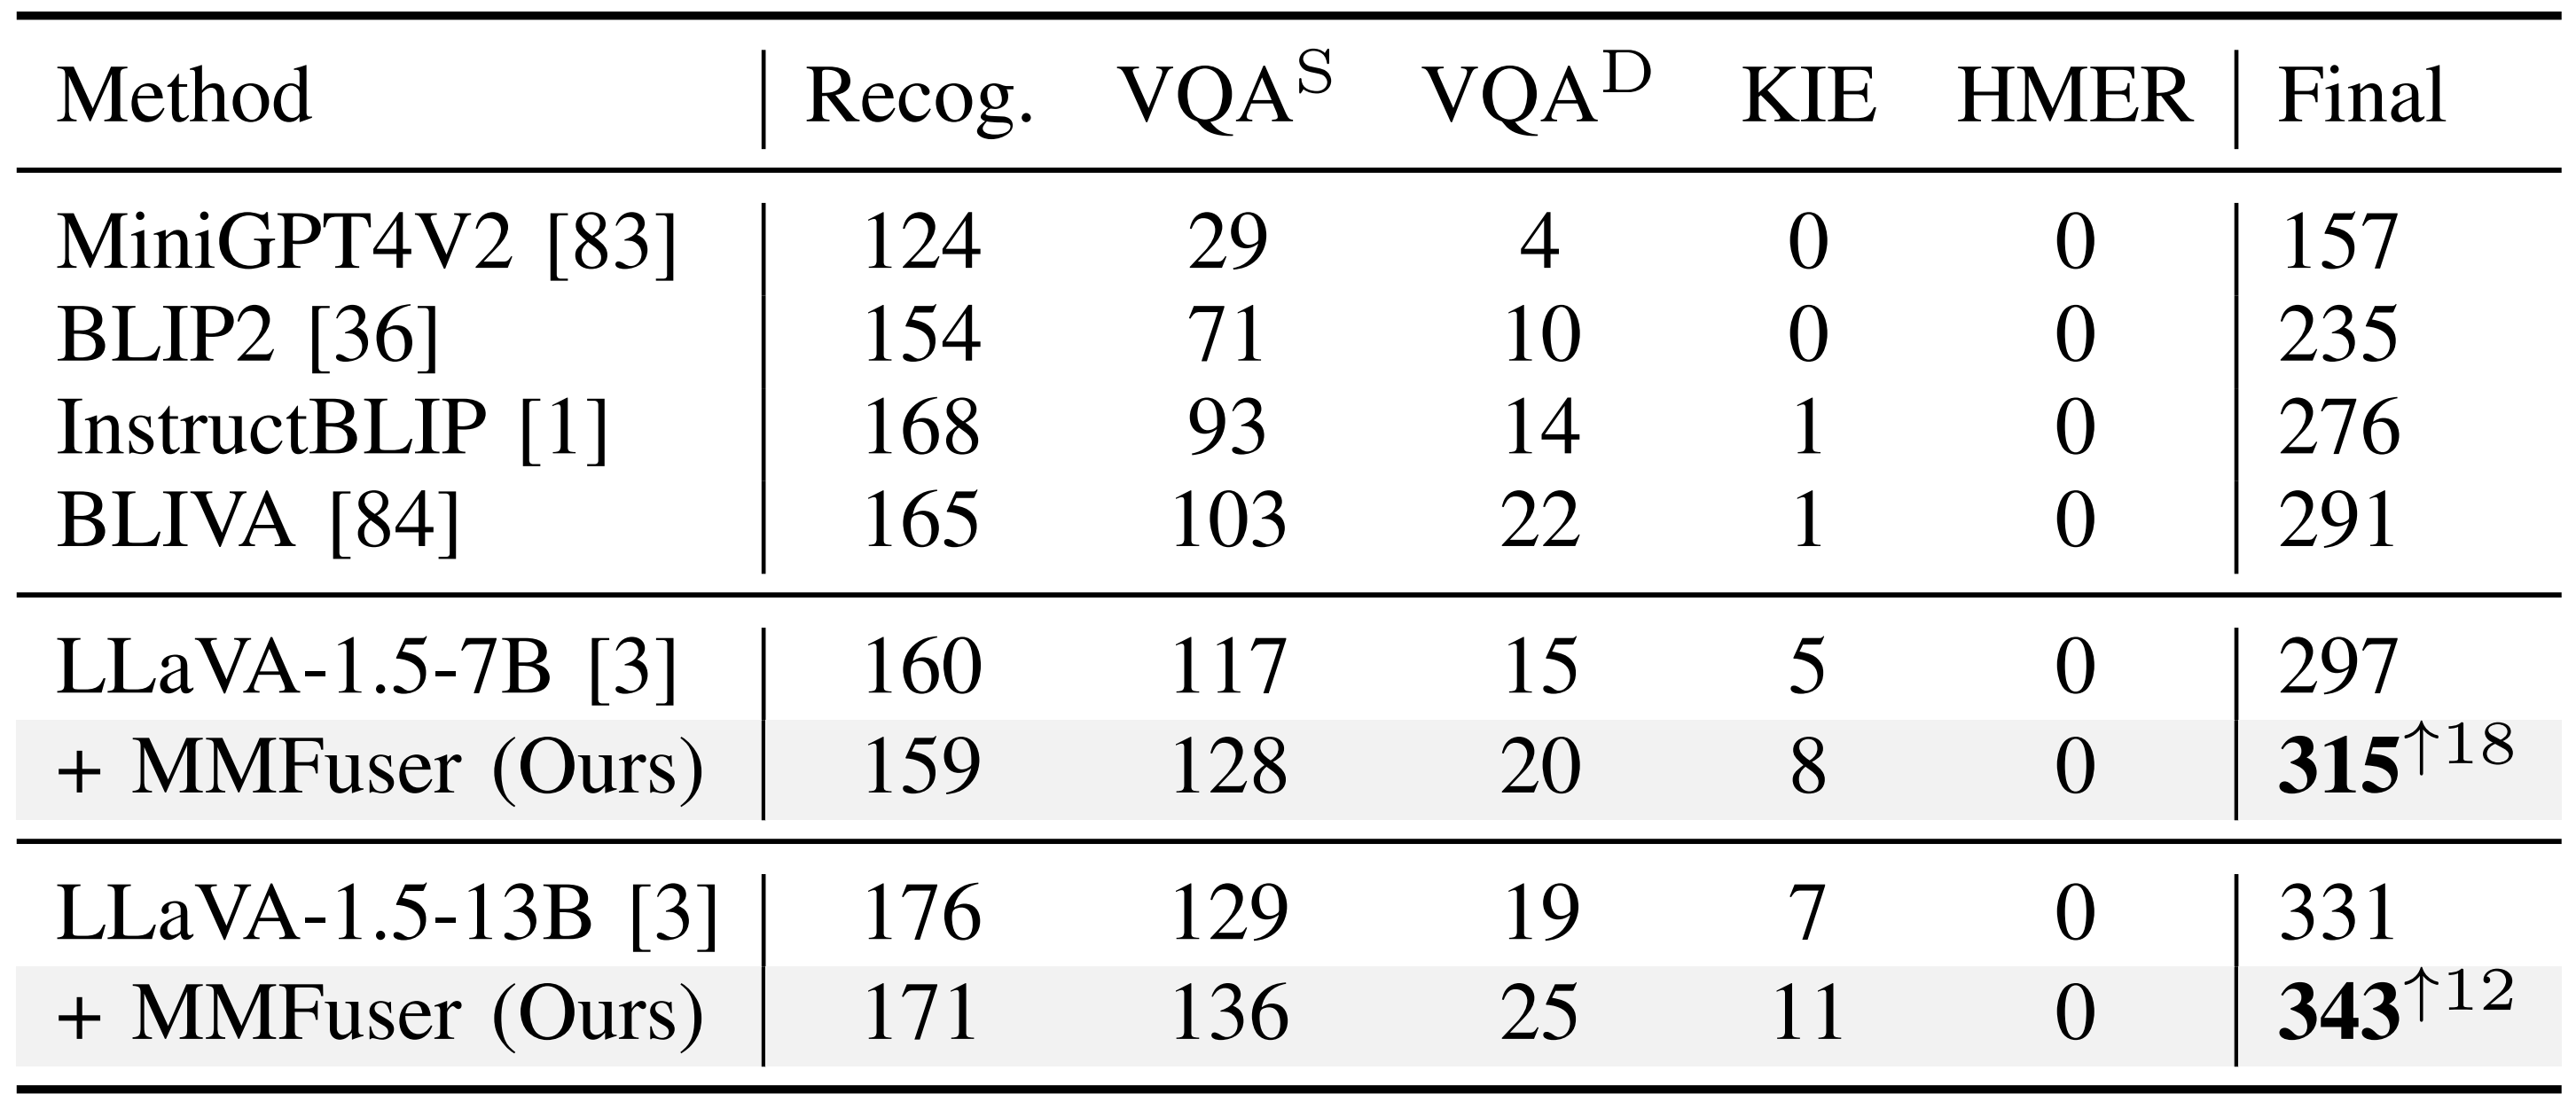 Method Recog. VQA^S VQA^D KIE HMER Final
MiniGPT4V2 [83] 124 29 4 0 0 157
BLIP2 [36] 154 71 10 0 0 235
InstructBLIP [1] 168 93 14 1 0 276
BLIVA [84] 165 103 22 1 0 291
LLaVA-1.5-7B [3] 160 117 15 5 0 297
+ MMFuser (Ours) 159 128 20 8 0 315↑18
LLaVA-1.5-13B [3] 176 129 19 7 0 331
+ MMFuser (Ours) 171 136 25 11 0 343↑12